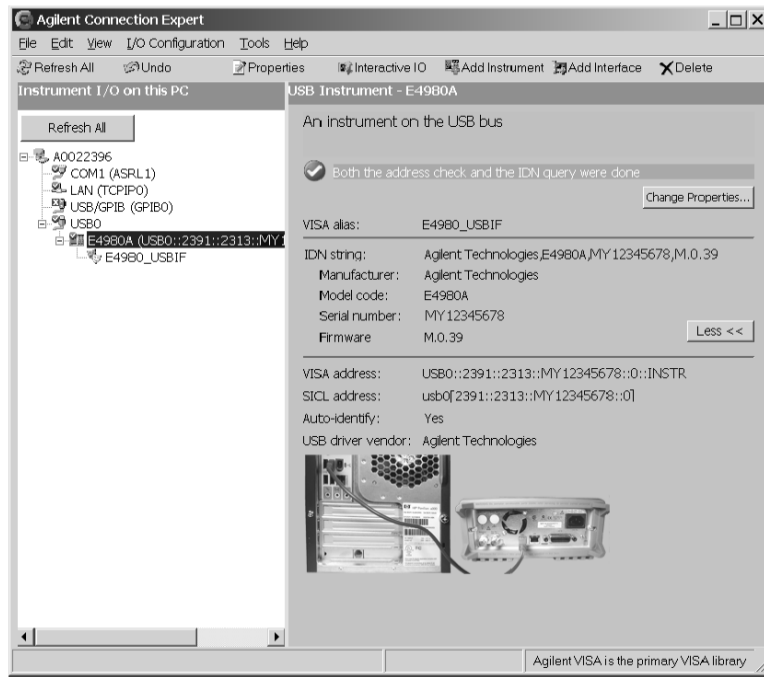 Agilent Connection Expert
File Edit View I/O Configuration Tools Help
Refresh All Undo Properties Interactive IO Add Instrument Add Interface Delete
Instrument I/O on this PC
USB Instrument - E4980A
Refresh All
A0022396
COM1 (ASRL1)
LAN (TCPIP0)
USB/GPIB (GPIB0)
USB0
E4980A (USB0::2391::2313::MY1
E4980_USBIF
An instrument on the USB bus
Both the address check and the IDN query were done
Change Properties...
VISA alias: E4980_USBIF
IDN string: Agilent Technologies,E4980A,MY12345678,M.0.39
Manufacturer: Agilent Technologies
Model code: E4980A
Serial number: MY12345678
Firmware M.0.39
Less <<
VISA address: USB0::2391::2313::MY12345678::0::INSTR
SICL address: usb0[2391::2313::MY12345678::0]
Auto-identify: Yes
USB driver vendor: Agilent Technologies
Agilent VISA is the primary VISA library